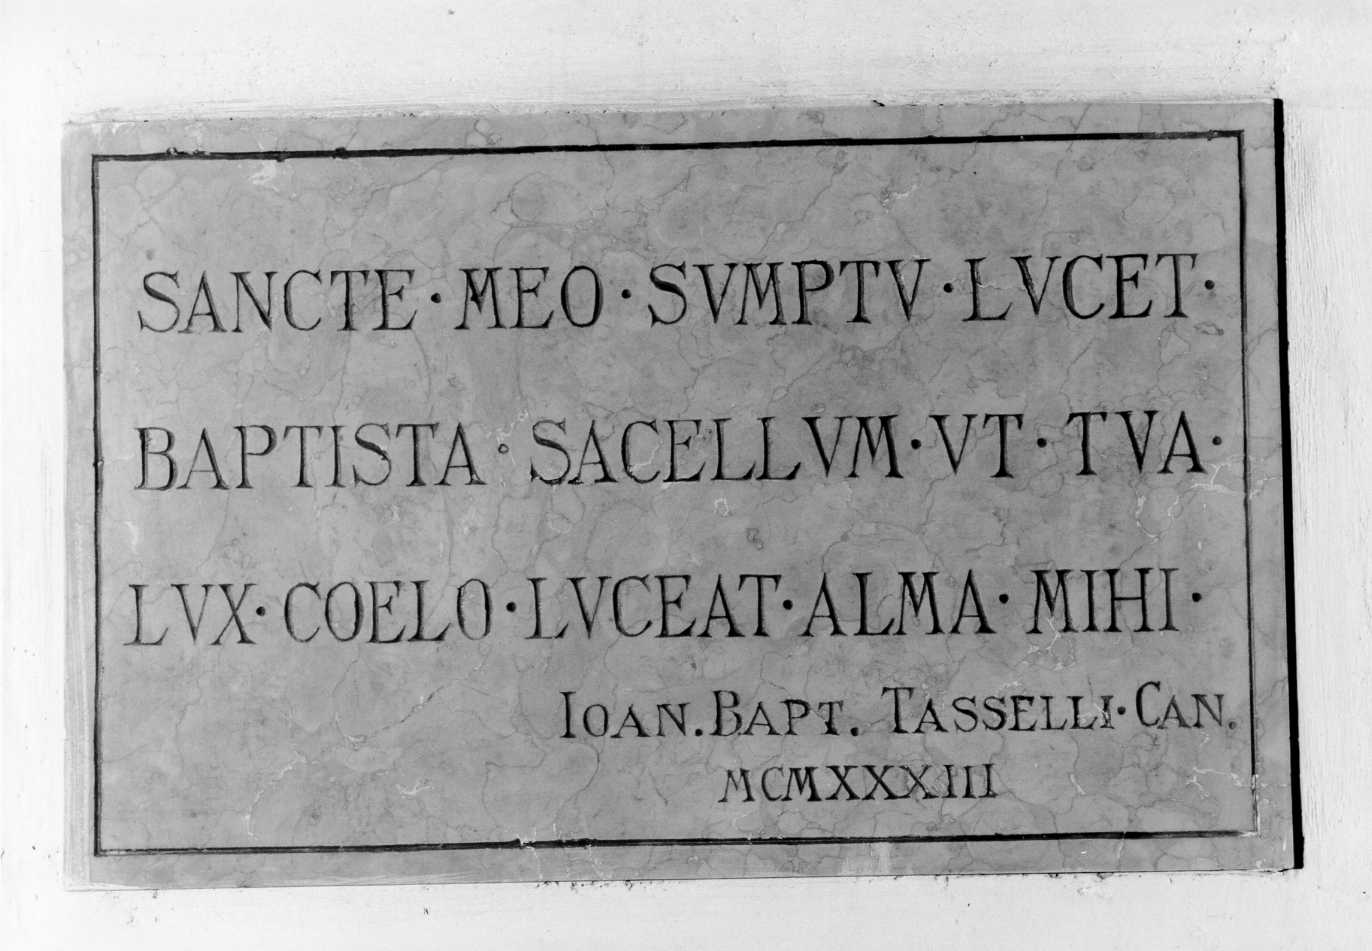 SANCTE·MEO·SVMPTV·LVCET·
BAPTISTA·SACELLVM·VT·TVA·
LVX·COELO·LVCEAT·ALMA·MIHI·
IOAN.BAPT. TASSELLI·CAN.
MCMXXXIII